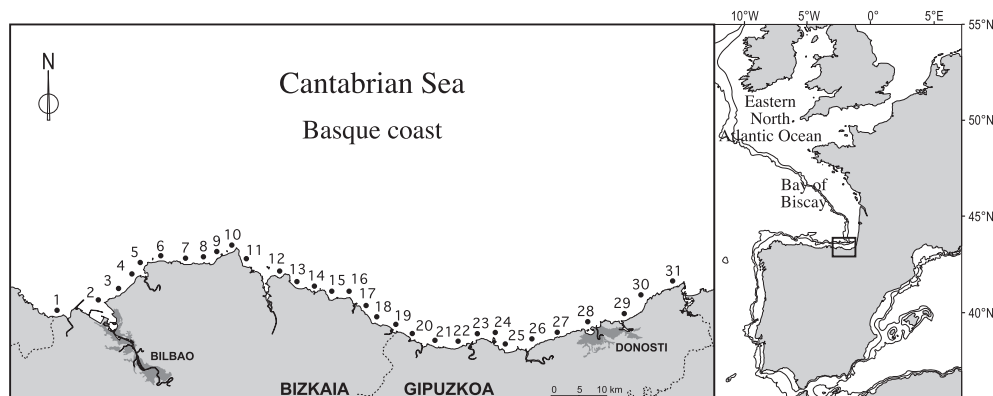 10°W 5°W 0° 5°E
55°N
N
Cantabrian Sea
Basque coast
Eastern
North
Atlantic Ocean
50°N
Bay of
Biscay
45°N
40°N
1 2 3 4 5 6 7 8 9 10 11 12 13 14 15 16 17 18 19 20 21 22 23 24 25 26 27 28 29 30 31
BILBAO
DONOSTI
BIZKAIA
GIPUZKOA
0 5 10 km